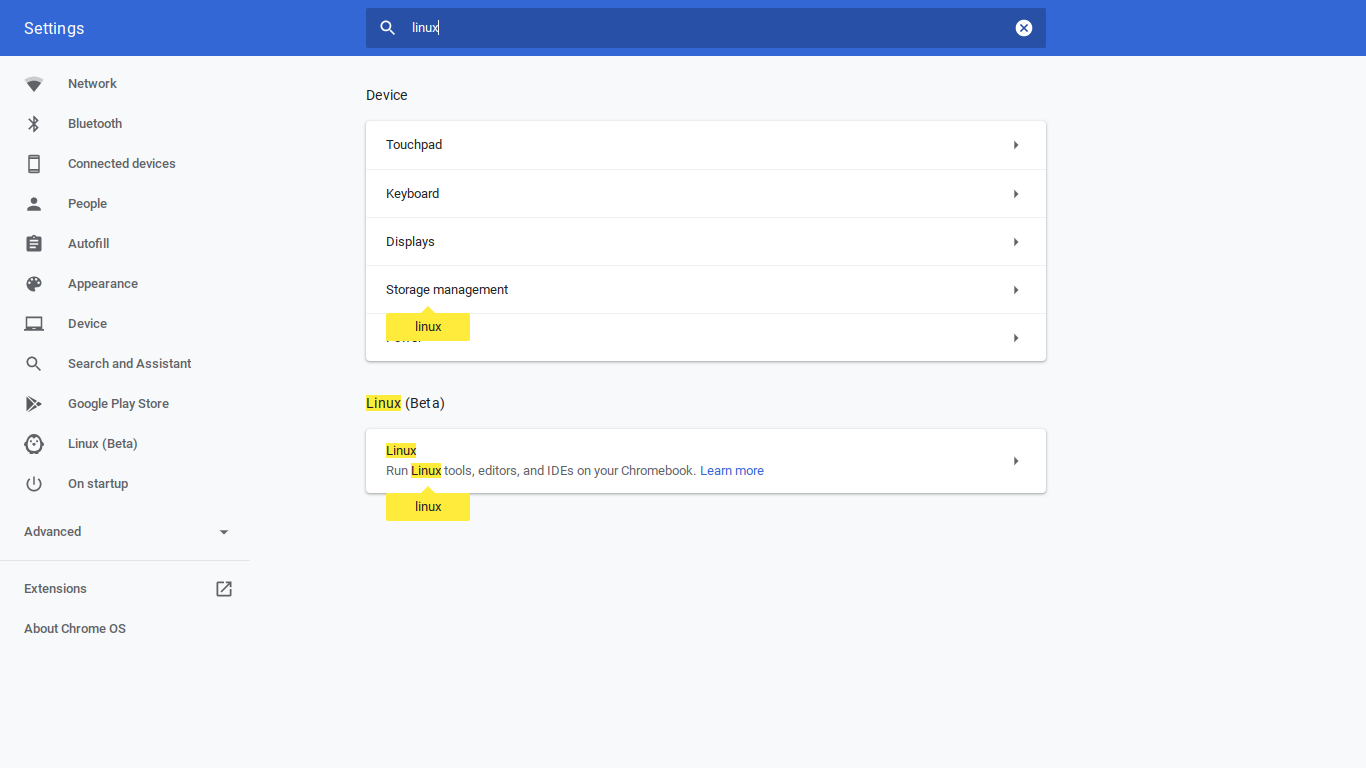 Settings
linux
Network
Bluetooth
Connected devices
People
Autofill
Appearance
Device
Search and Assistant
Google Play Store
Linux (Beta)
On startup
Advanced
Extensions
About Chrome OS
Device
Touchpad
Keyboard
Displays
Storage management
linux
Linux (Beta)
Linux
Run Linux tools, editors, and IDEs on your Chromebook. Learn more
linux